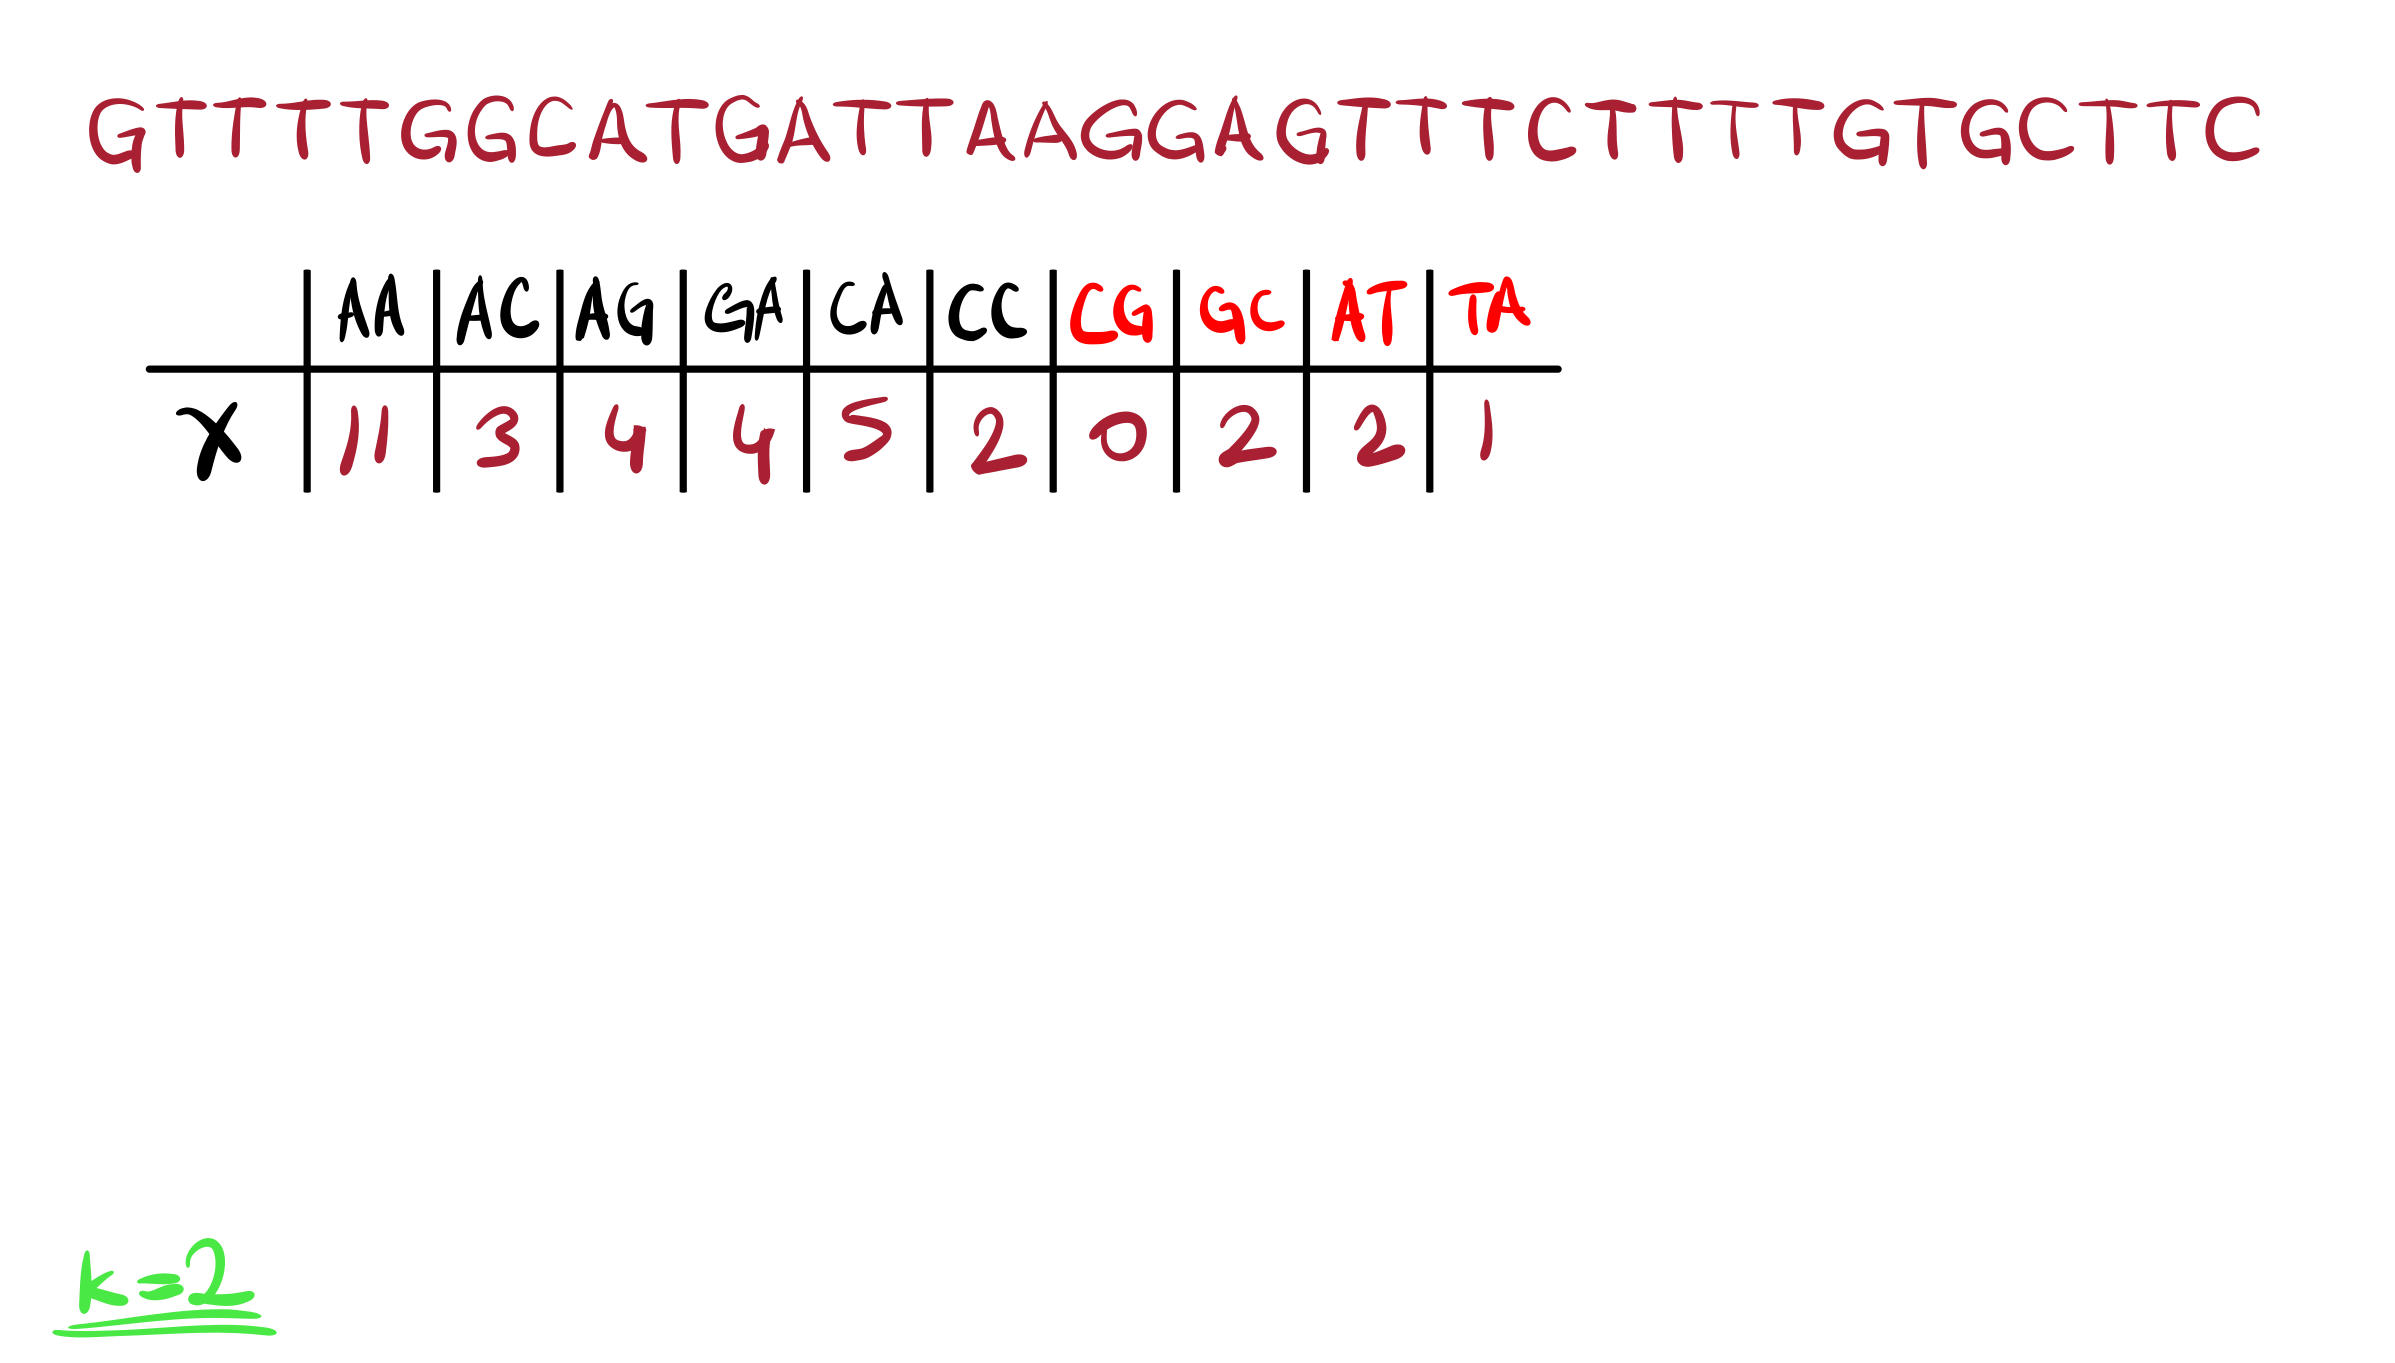 GTTTTGGCATGATTAAGGAGTTTCTTTTGTGCTTC
AA AC AG GA CA CC CG GC AT TA
X 11 3 4 4 5 2 0 2 2 1
k=2